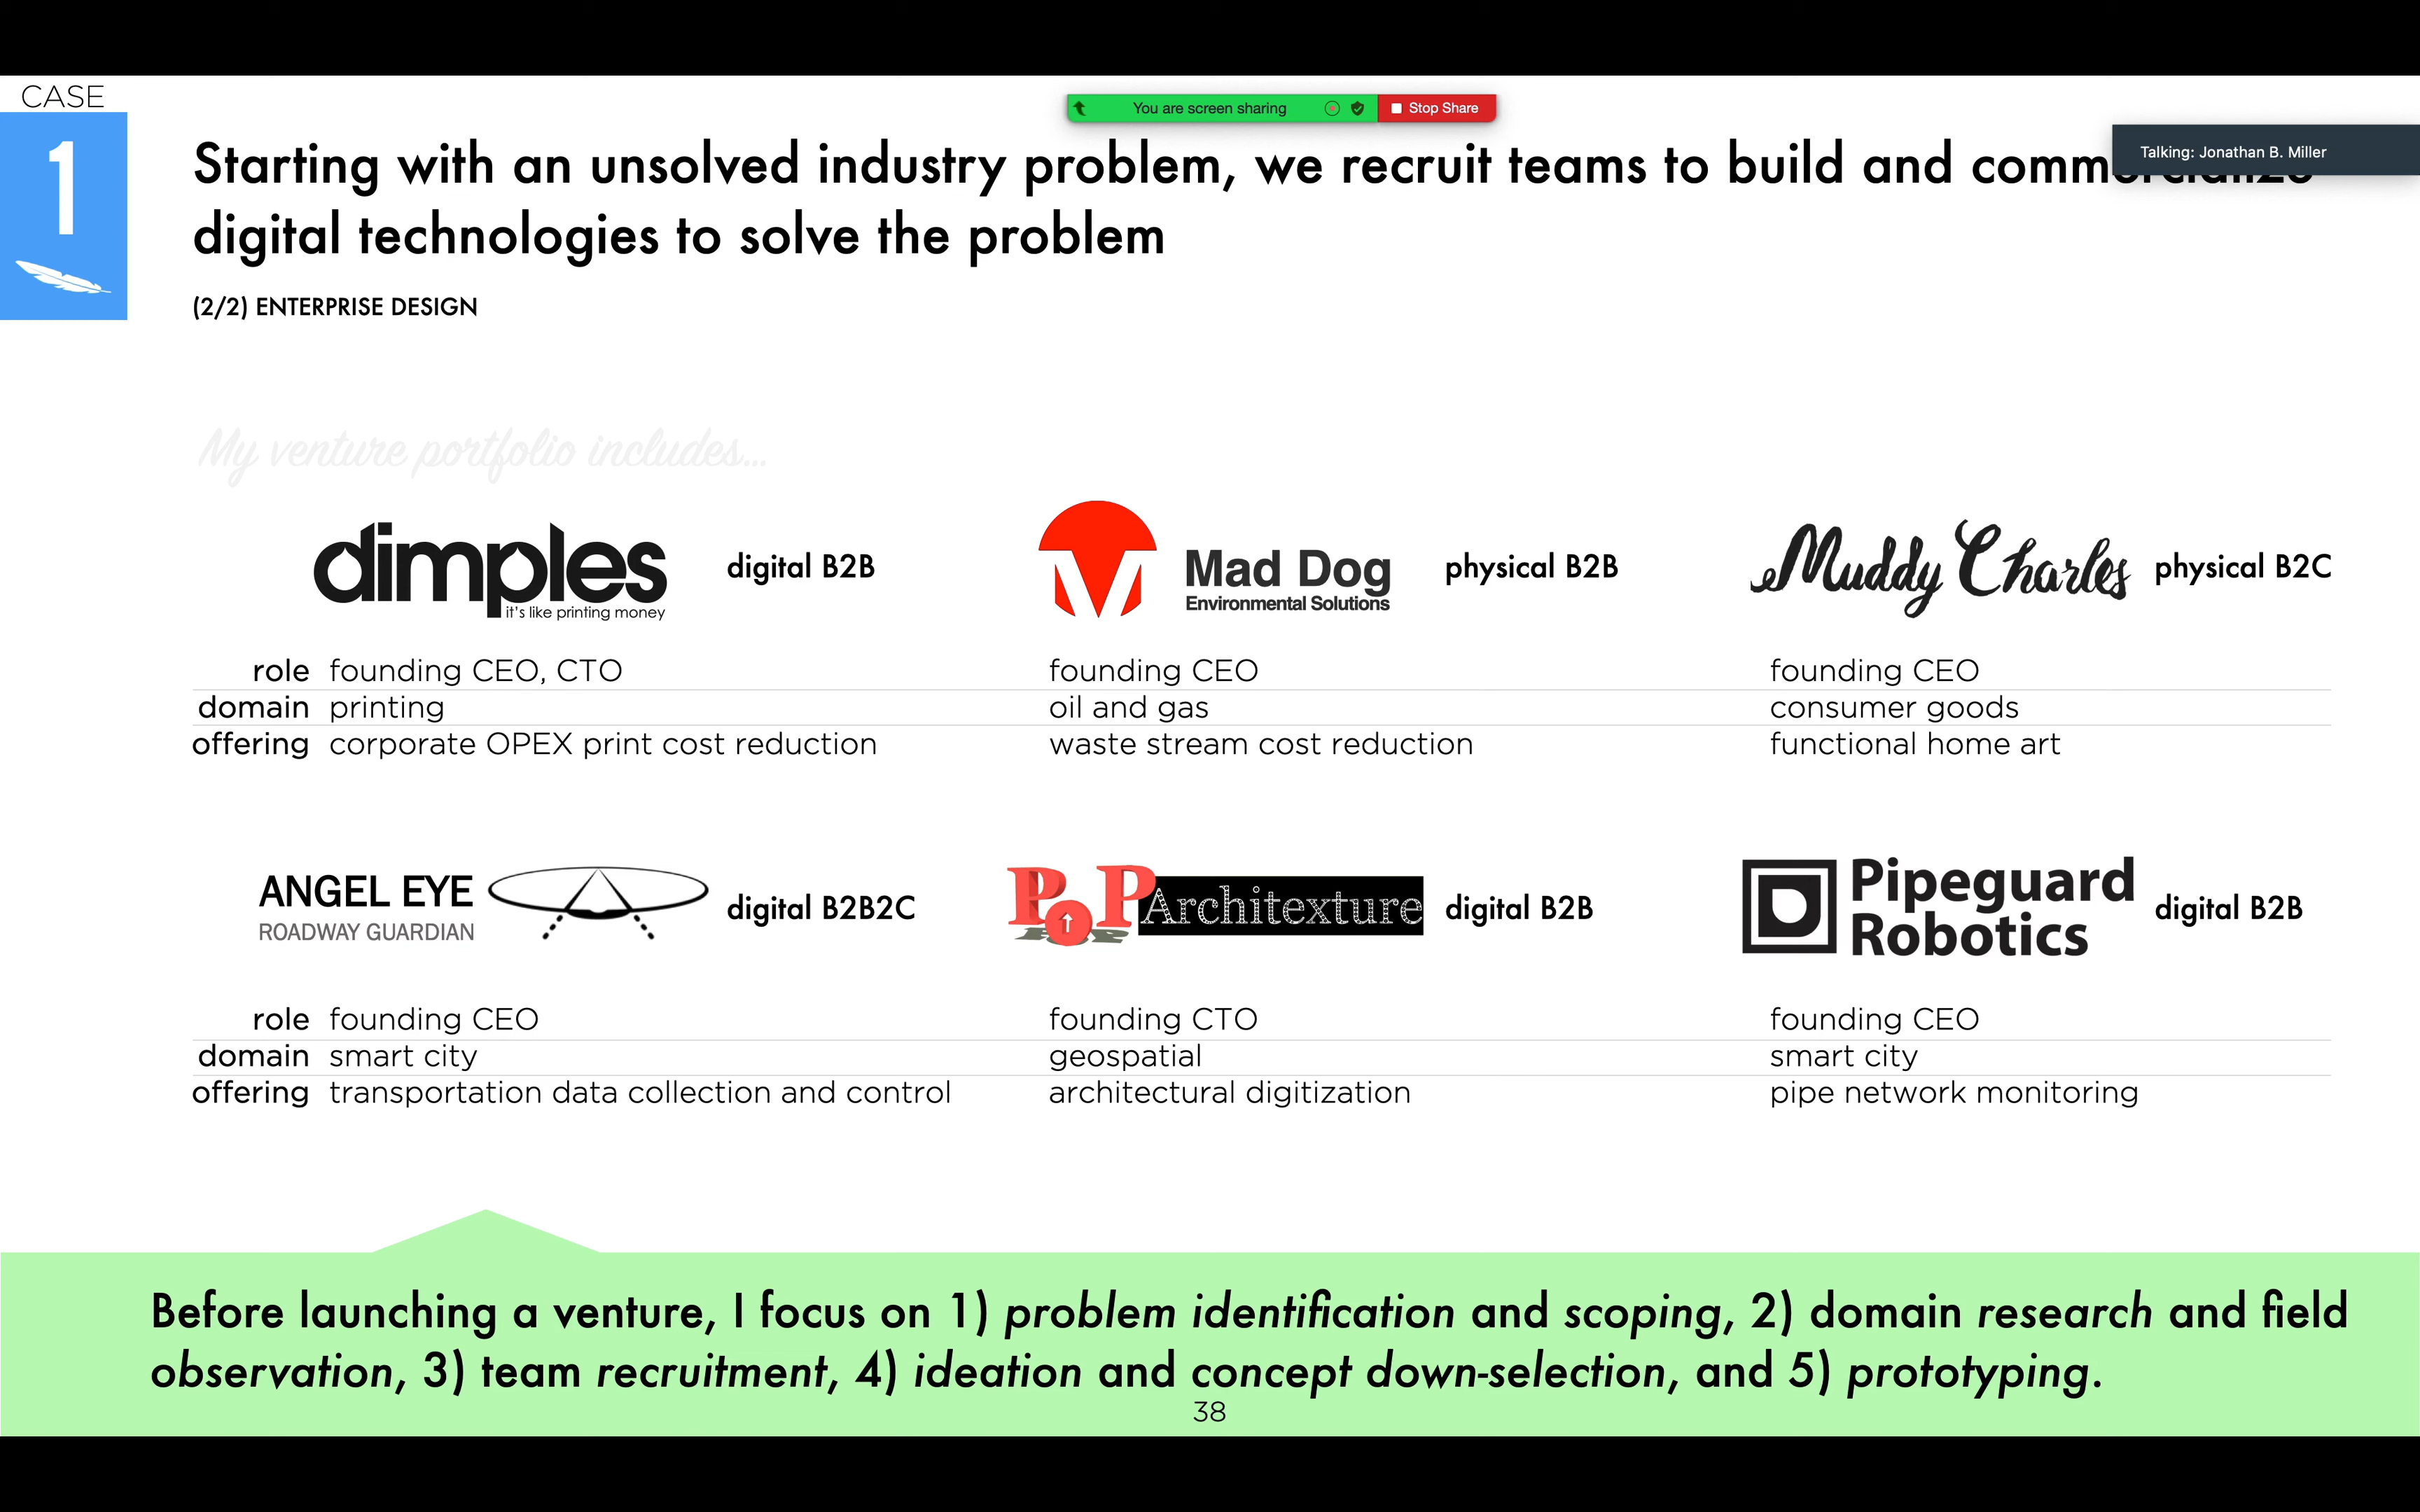 CASE
1
You are screen sharing
Stop Share
Talking: Jonathan B. Miller
Starting with an unsolved industry problem, we recruit teams to build and commercialize
digital technologies to solve the problem
(2/2) ENTERPRISE DESIGN
My venture portfolio includes...
dimples
it's like printing money
digital B2B
Mad Dog
Environmental Solutions
physical B2B
Muddy Charles
physical B2C
role founding CEO, CTO founding CEO founding CEO
domain printing oil and gas consumer goods
offering corporate OPEX print cost reduction waste stream cost reduction functional home art
ANGEL EYE
ROADWAY GUARDIAN
digital B2B2C
PoP Architexture
digital B2B
Pipeguard
Robotics
digital B2B
role founding CEO founding CTO founding CEO
domain smart city geospatial smart city
offering transportation data collection and control architectural digitization pipe network monitoring
Before launching a venture, I focus on 1) problem identification and scoping, 2) domain research and field
observation, 3) team recruitment, 4) ideation and concept down-selection, and 5) prototyping.
38